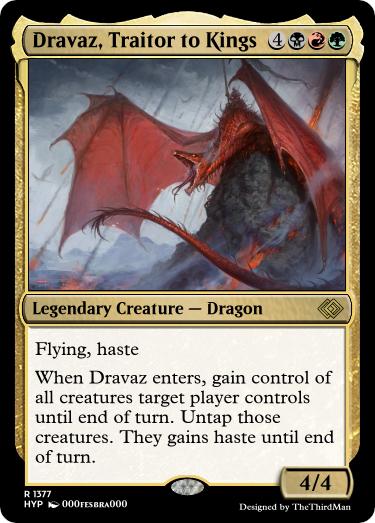 Dravaz, Traitor to Kings 4
Legendary Creature — Dragon
Flying, haste
When Dravaz enters, gain control of
all creatures target player controls
until end of turn. Untap those
creatures. They gains haste until end
of turn.
4/4
R 1377
HYP 000FESBRA000
Designed by TheThirdMan